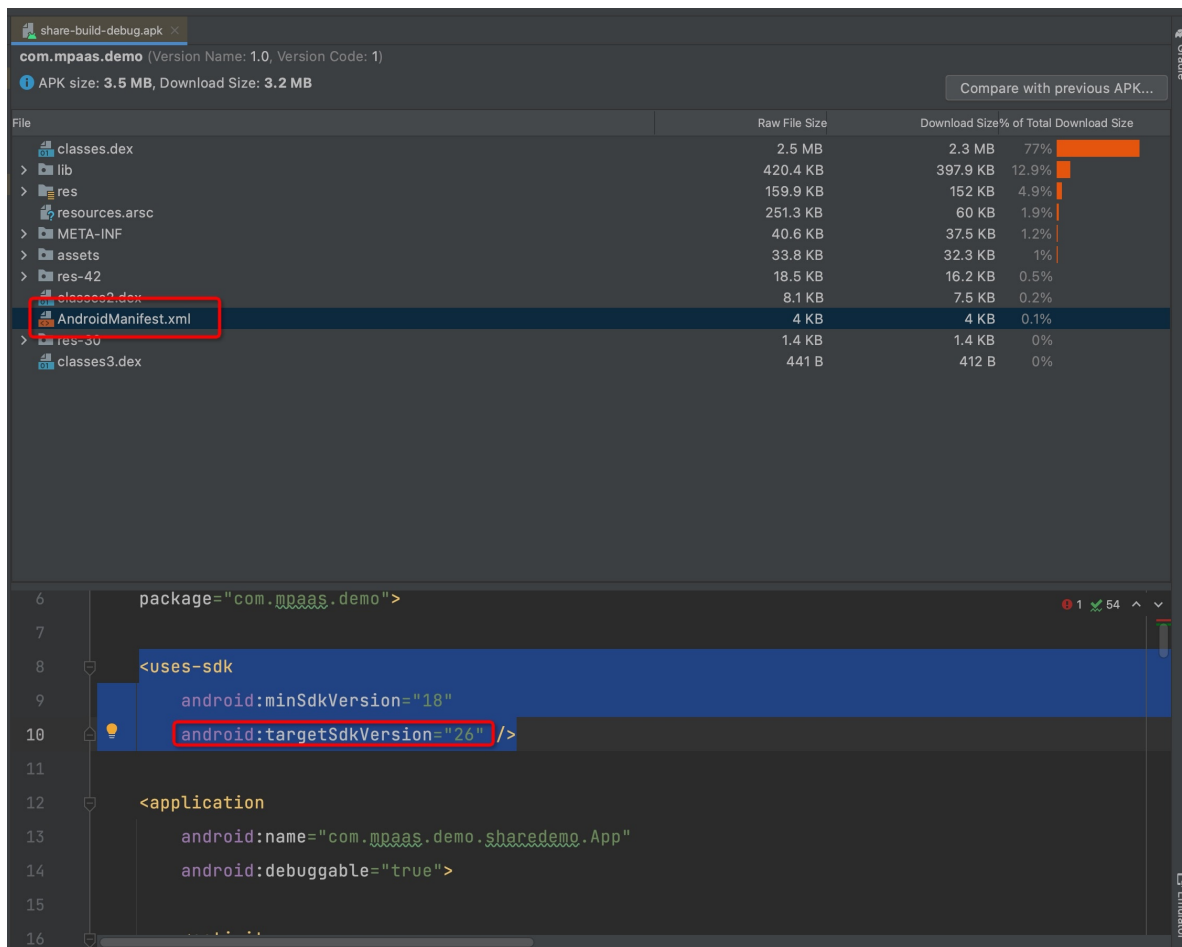 share-build-debug.apk
com.mpaas.demo (Version Name: 1.0, Version Code: 1)
APK size: 3.5 MB, Download Size: 3.2 MB
Compare with previous APK...
File Raw File Size Download Size % of Total Download Size
classes.dex 2.5 MB 2.3 MB 77%
lib 420.4 KB 397.9 KB 12.9%
res 159.9 KB 152 KB 4.9%
resources.arsc 251.3 KB 60 KB 1.9%
META-INF 40.6 KB 37.5 KB 1.2%
assets 33.8 KB 32.3 KB 1%
res-42 18.5 KB 16.2 KB 0.5%
classes2.dex 8.1 KB 7.5 KB 0.2%
AndroidManifest.xml 4 KB 4 KB 0.1%
res-30 1.4 KB 1.4 KB 0%
classes3.dex 441 B 412 B 0%
6 package="com.mpaas.demo">
1 54
7
8 <uses-sdk
9 android:minSdkVersion="18"
10 android:targetSdkVersion="26" />
11
12 <application
13 android:name="com.mpaas.demo.sharedemo.App"
14 android:debuggable="true">
15
16
Gradle
Emulator